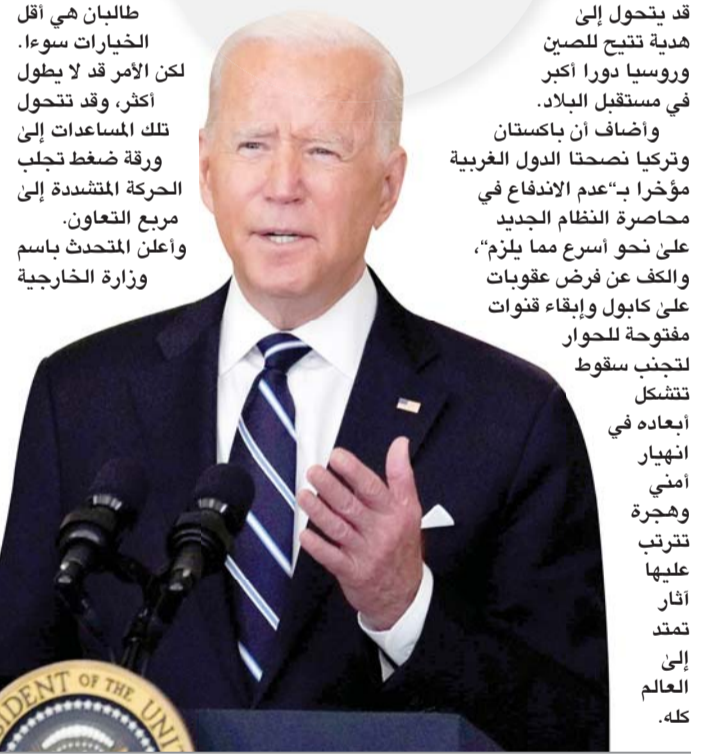 قد يتحول إلى
هدية تتيح للصين
وروسيا دورا أكبر
في مستقبل البلاد.
وأضاف أن باكستان
وتركيا نصحتا الدول الغربية
مؤخرا بـ“عدم الاندفاع في
محاصرة النظام الجديد
على نحو أسرع مما يلزم“،
والكف عن فرض عقوبات
على كابول وإبقاء قنوات
مفتوحة للحوار
لتجنب سقوط
تتشكل
أبعاده في
انهيار
أمني
وهجرة
تترتب
عليها
آثار
تمتد
إلى
العالم
كله.
طالبان هي أقل
الخيارات سوءا.
لكن الأمر قد لا يطول
أكثر، وقد تتحول
تلك المساعدات إلى
ورقة ضغط تجلب
الحركة المتشددة إلى
مربع التعاون.
وأعلن المتحدث باسم
وزارة الخارجية
IDENT OF THE UNI